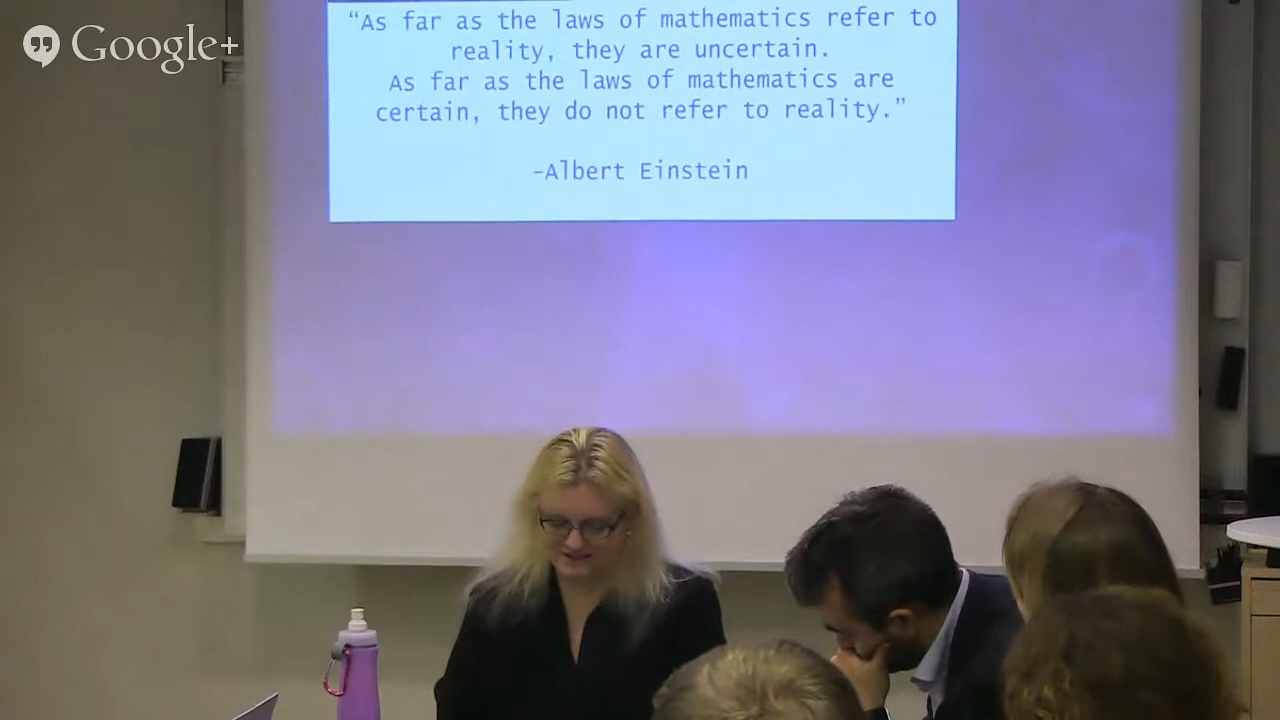 Google+
“As far as the laws of mathematics refer to
reality, they are uncertain.
As far as the laws of mathematics are
certain, they do not refer to reality.”
-Albert Einstein